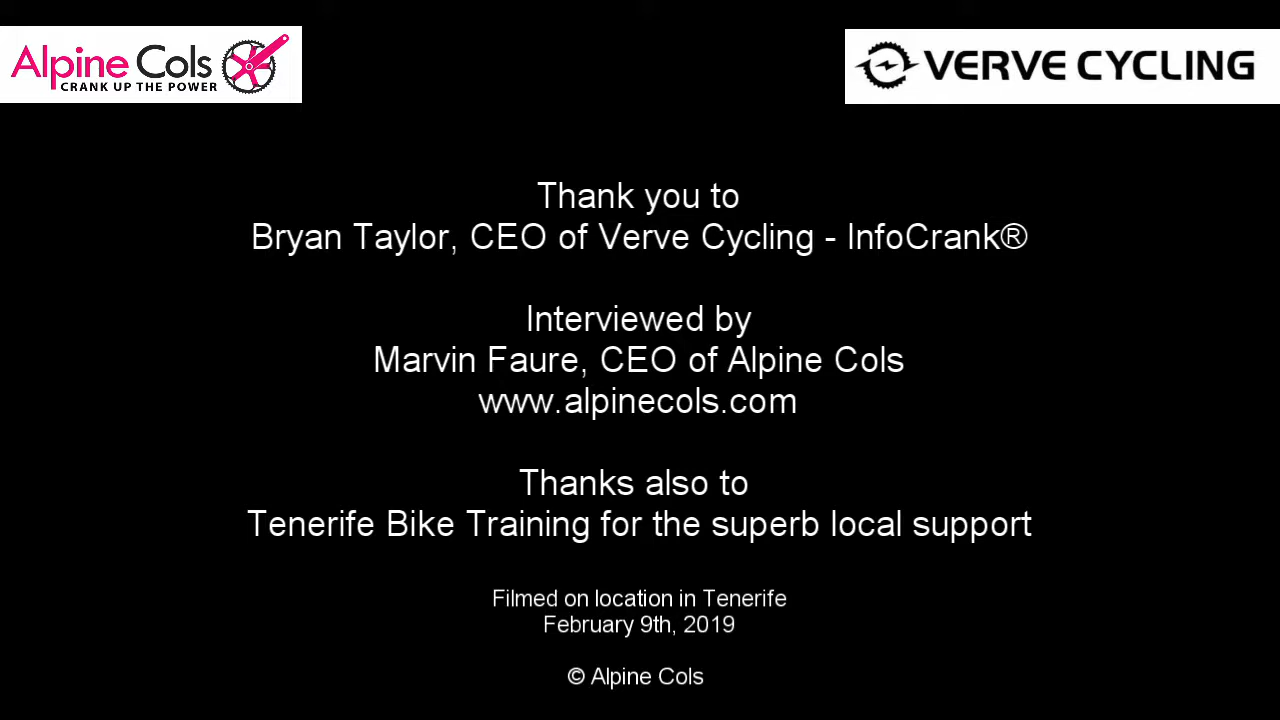 Alpine Cols
CRANK UP THE POWER
VERVE CYCLING
Thank you to
Bryan Taylor, CEO of Verve Cycling - InfoCrank®
Interviewed by
Marvin Faure, CEO of Alpine Cols
www.alpinecols.com
Thanks also to
Tenerife Bike Training for the superb local support
Filmed on location in Tenerife
February 9th, 2019
© Alpine Cols